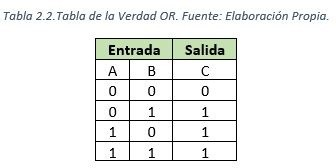 Tabla 2.2.Tabla de la Verdad OR. Fuente: Elaboración Propia.
Entrada Salida
A B C
0 0 0
0 1 1
1 0 1
1 1 1